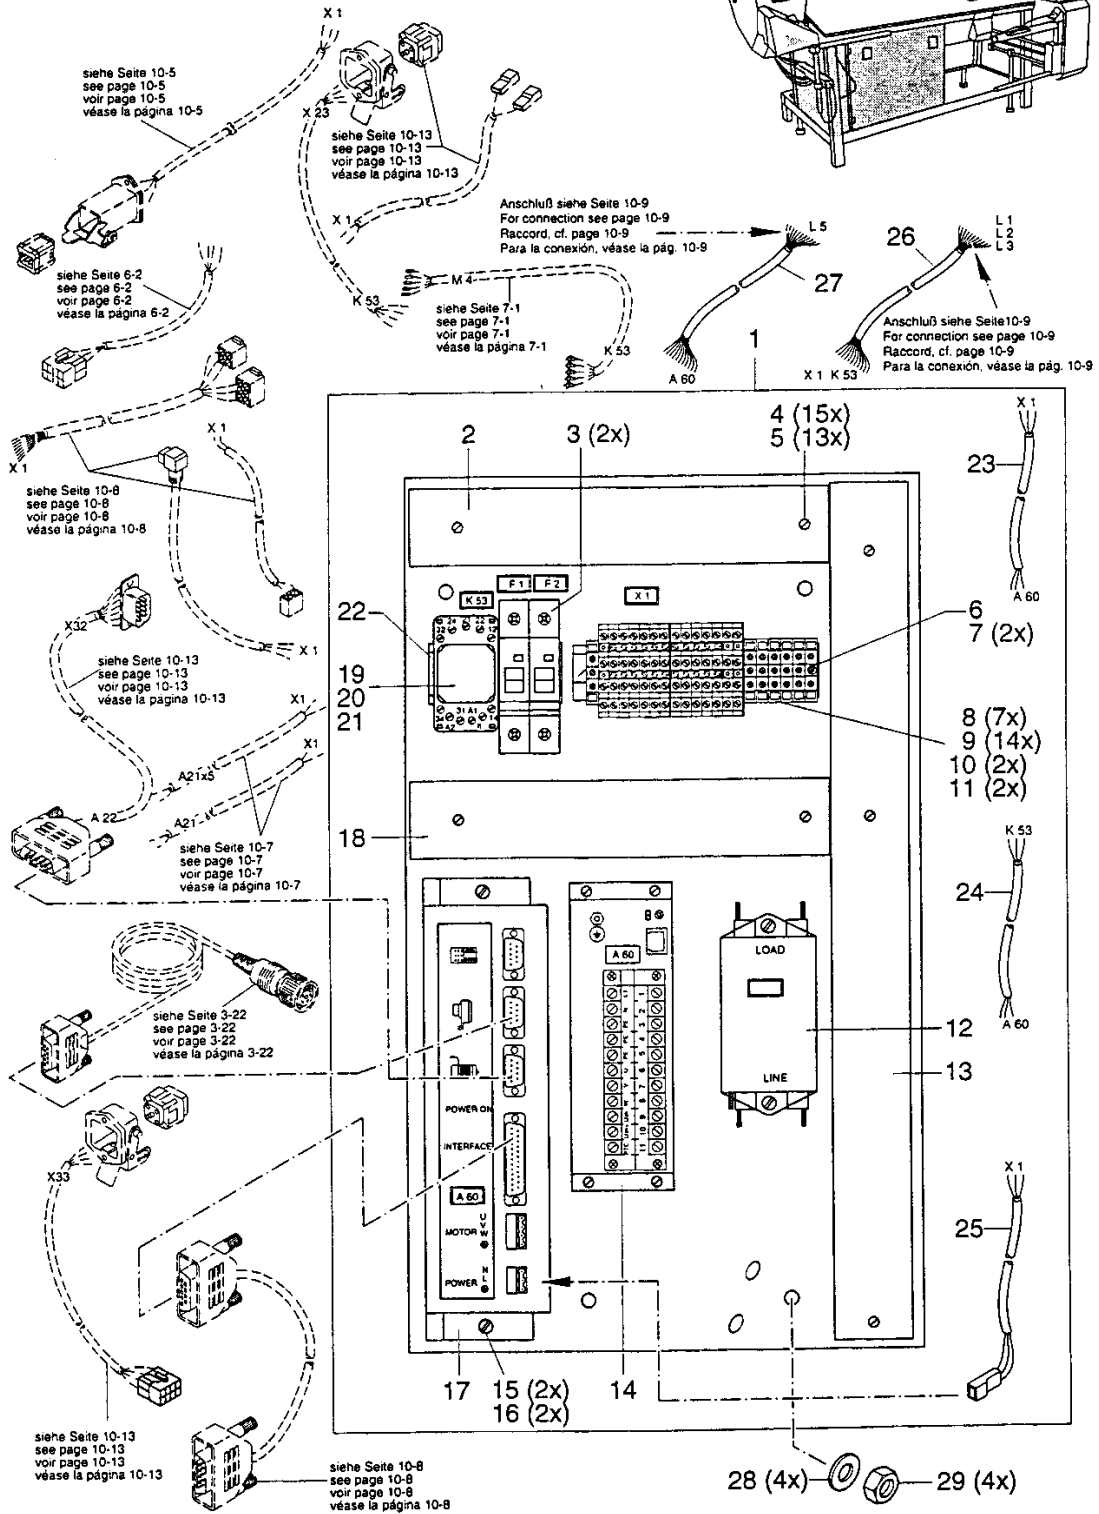 X 1
siehe Seite 10-5
see page 10-5
voir page 10-5
véase la página 10-5
X 23
siehe Seite 10-13
see page 10-13
voir page 10-13
véase la página 10-13
X 1
Anschluß siehe Seite 10-9
For connection see page 10-9
Raccord, cf. page 10-9
Para la conexión, véase la pág. 10-9
L 5
27
A 60
26
L 1
L 2
L 3
Anschluß siehe Seite10-9
For connection see page 10-9
Raccord, cf. page 10-9
Para la conexión, véase la pág. 10-9
X 1 K 53
siehe Seite 6-2
see page 6-2
voir page 6-2
véase la página 6-2
K 53
M 4
siehe Seite 7-1
see page 7-1
voir page 7-1
véase la página 7-1
K 53
1
X 1
X 1
siehe Seite 10-8
see page 10-8
voir page 10-8
véase la página 10-8
X 1
2
3 (2x)
4 (15x)
5 (13x)
X 1
23
A 60
K 53
F 1
F 2
X 1
22
19
20
21
6
7 (2x)
8 (7x)
9 (14x)
10 (2x)
11 (2x)
X32
siehe Seite 10-13
see page 10-13
voir page 10-13
véase la página 10-13
X1
X1
A21x5
A21
A 22
siehe Seite 10-7
see page 10-7
voir page 10-7
véase la página 10-7
18
K 53
24
A 60
siehe Seite 3-22
see page 3-22
voir page 3-22
véase la página 3-22
A 60
LOAD
LINE
12
13
POWER ON
INTERFACE
A 60
MOTOR
U
V
W
POWER
N
L
X33
X 1
25
17
15 (2x)
16 (2x)
14
siehe Seite 10-13
see page 10-13
voir page 10-13
véase la página 10-13
siehe Seite 10-8
see page 10-8
voir page 10-8
véase la página 10-8
28 (4x)
29 (4x)